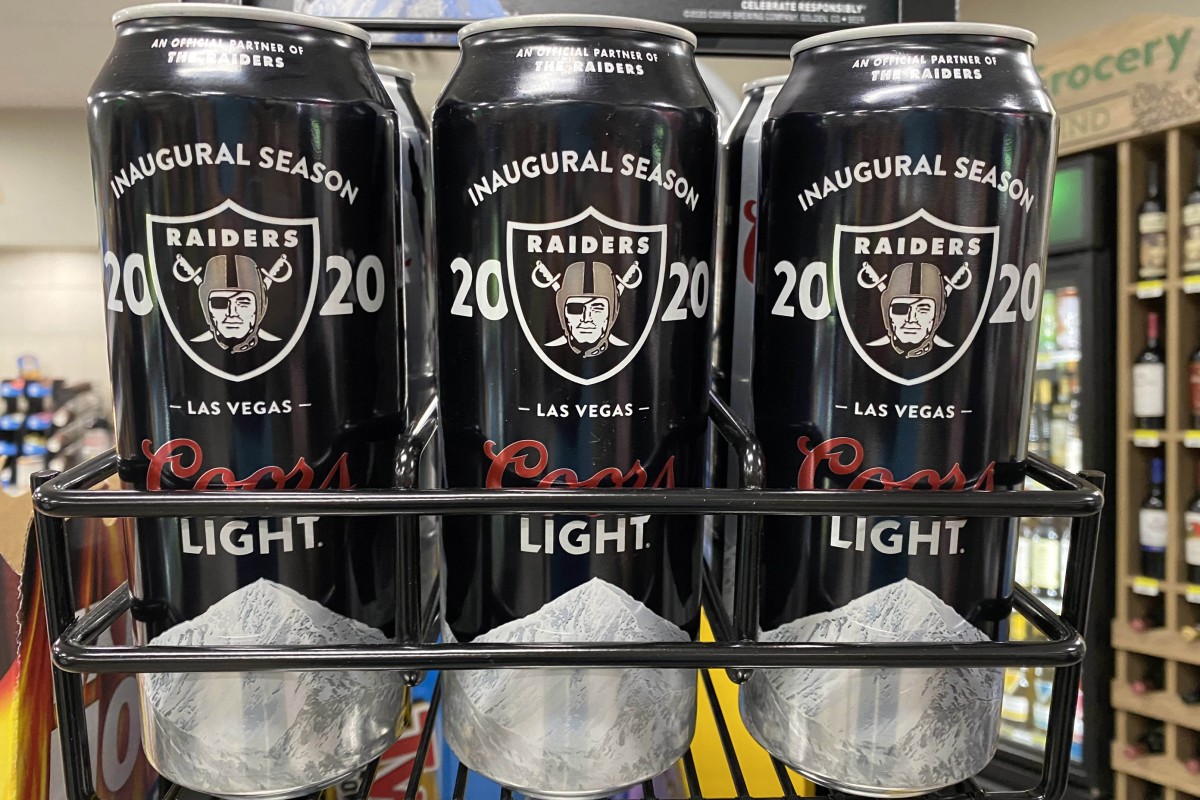 CELEBRATE RESPONSIBLY®
AN OFFICIAL PARTNER OF
THE RAIDERS
INAUGURAL SEASON
20 RAIDERS 20
– LAS VEGAS –
Coors
LIGHT®
AN OFFICIAL PARTNER OF
THE RAIDERS
INAUGURAL SEASON
20 RAIDERS 20
– LAS VEGAS –
Coors
LIGHT®
AN OFFICIAL PARTNER OF
THE RAIDERS
INAUGURAL SEASON
20 RAIDERS 20
– LAS VEGAS –
Coors
LIGHT®
Grocery